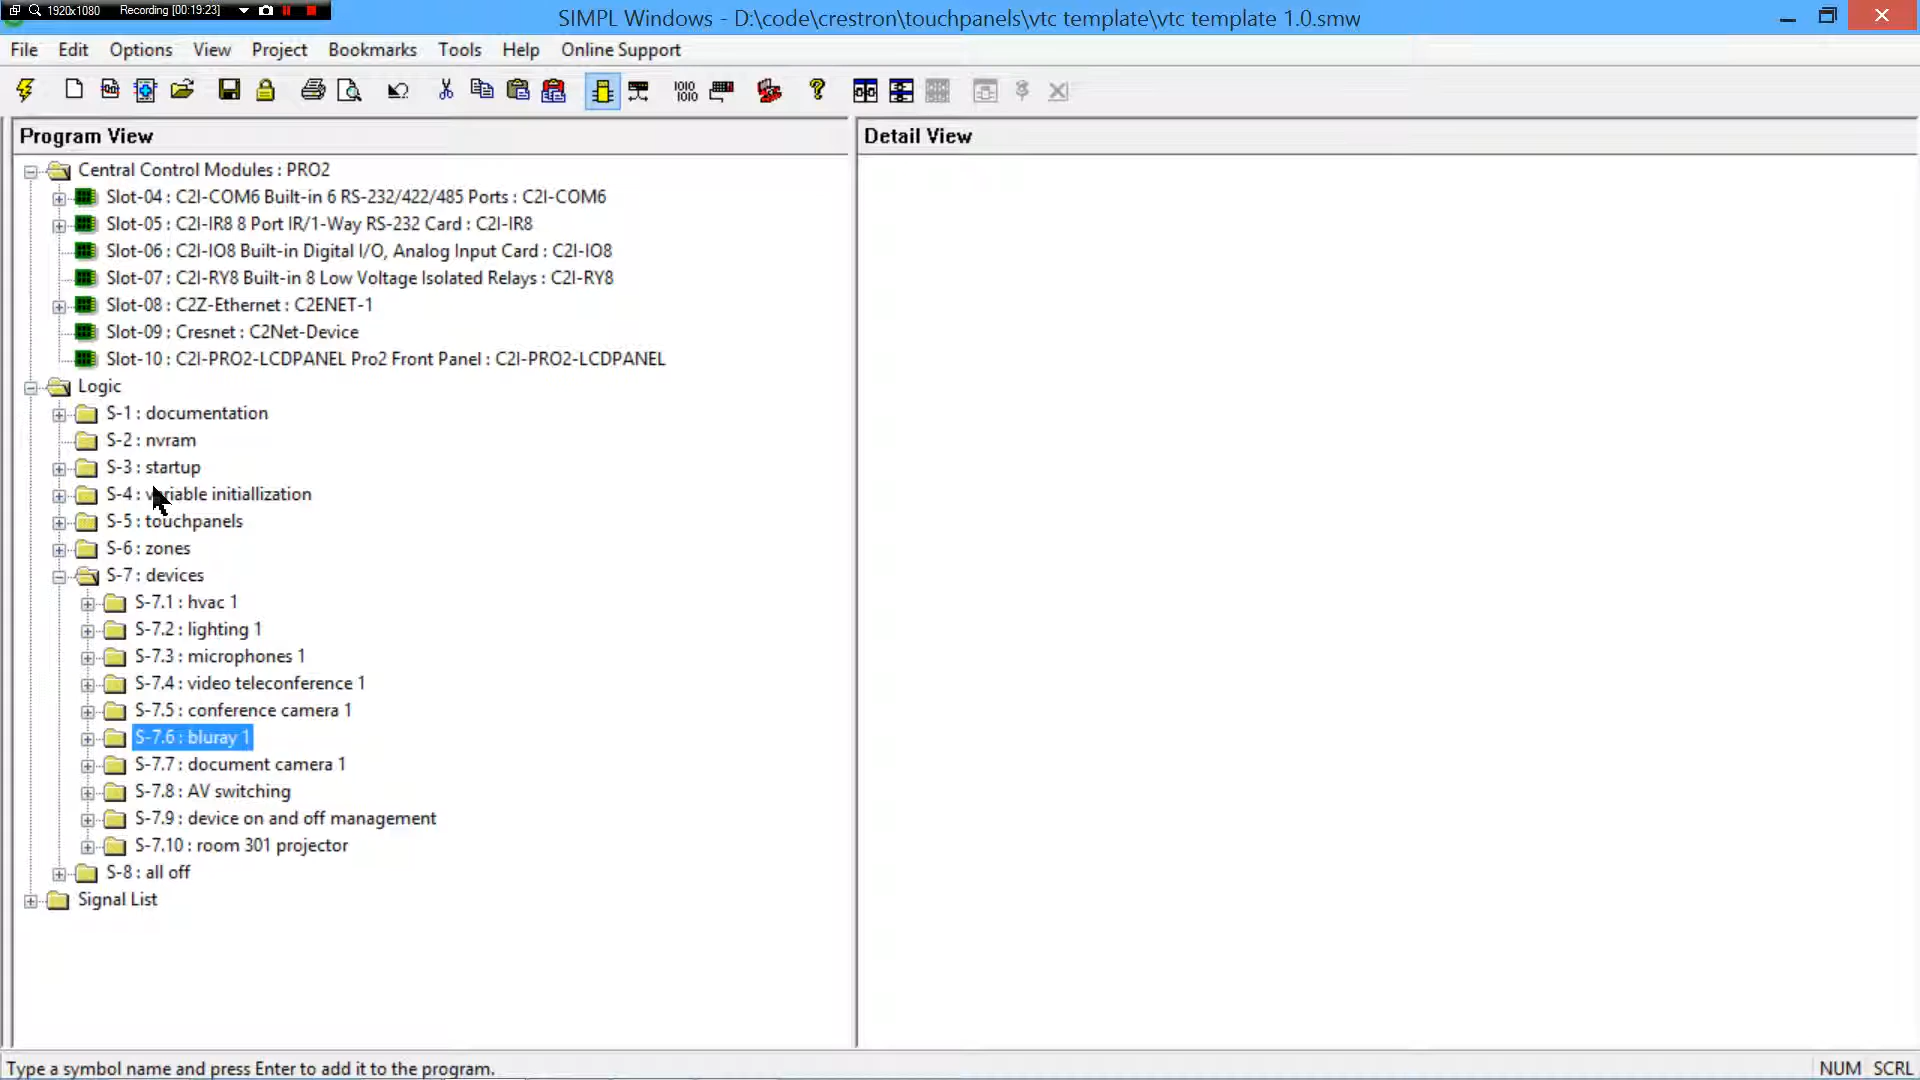 1920x1080 Recording [00:19:23]
SIMPL Windows - D:\code\crestron\touchpanels\vtc template\vtc template 1.0.smw
File Edit Options View Project Bookmarks Tools Help Online Support
Program View
Detail View
Central Control Modules : PRO2
Slot-04 : C2I-COM6 Built-in 6 RS-232/422/485 Ports : C2I-COM6
Slot-05 : C2I-IR8 8 Port IR/1-Way RS-232 Card : C2I-IR8
Slot-06 : C2I-IO8 Built-in Digital I/O, Analog Input Card : C2I-IO8
Slot-07 : C2I-RY8 Built-in 8 Low Voltage Isolated Relays : C2I-RY8
Slot-08 : C2Z-Ethernet : C2ENET-1
Slot-09 : Cresnet : C2Net-Device
Slot-10 : C2I-PRO2-LCDPANEL Pro2 Front Panel : C2I-PRO2-LCDPANEL
Logic
S-1 : documentation
S-2 : nvram
S-3 : startup
S-4 : variable initiallization
S-5 : touchpanels
S-6 : zones
S-7 : devices
S-7.1 : hvac 1
S-7.2 : lighting 1
S-7.3 : microphones 1
S-7.4 : video teleconference 1
S-7.5 : conference camera 1
S-7.6 : bluray 1
S-7.7 : document camera 1
S-7.8 : AV switching
S-7.9 : device on and off management
S-7.10 : room 301 projector
S-8 : all off
Signal List
Type a symbol name and press Enter to add it to the program.
NUM SCRL